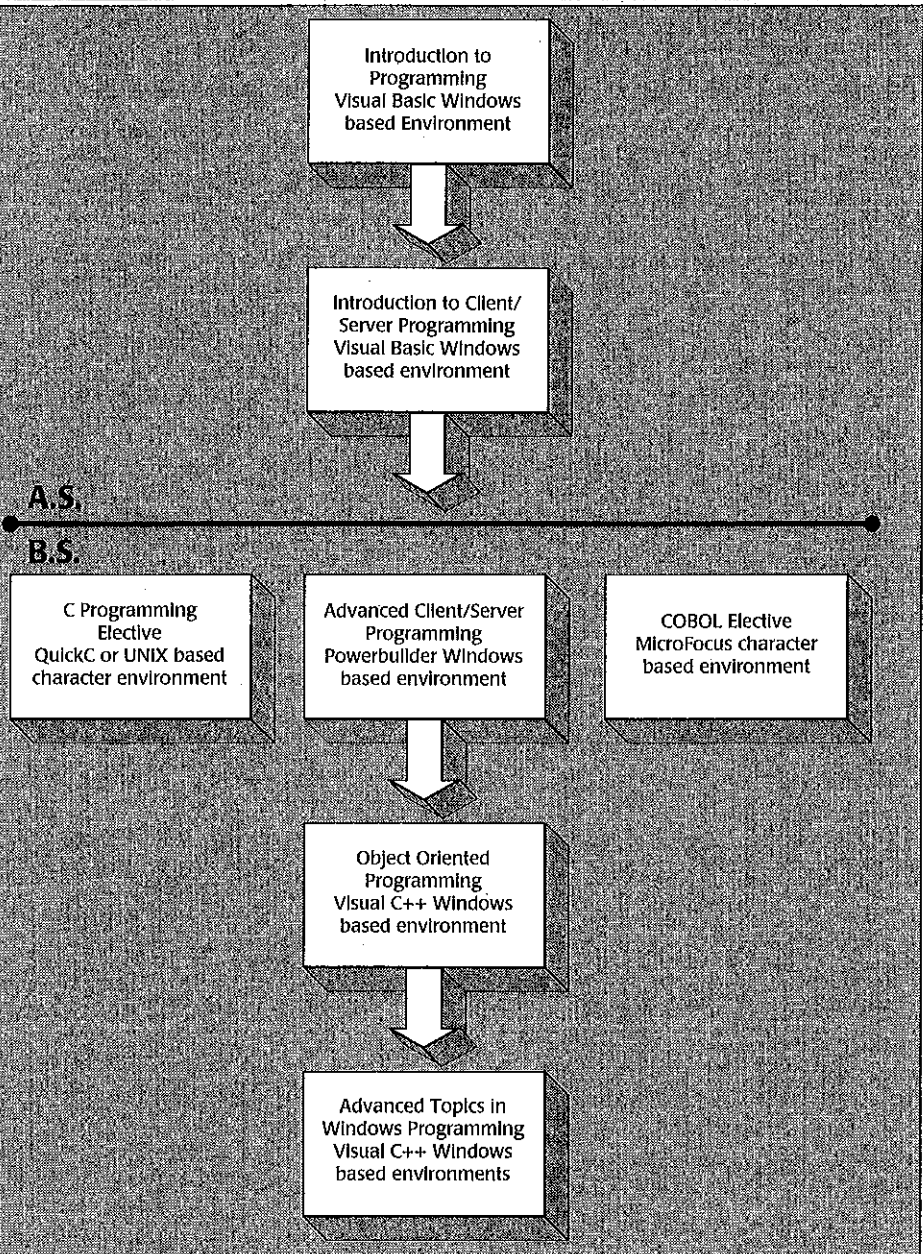 Introduction to
Programming
Visual Basic Windows
based Environment
Introduction to Client/
Server Programming
Visual Basic Windows
based environment
A.S.
B.S.
C Programming
Elective
QuickC or UNIX based
character environment
Advanced Client/Server
Programming
Powerbuilder Windows
based environment
COBOL Elective
MicroFocus character
based environment
Object Oriented
Programming
Visual C++ Windows
based environment
Advanced Topics in
Windows Programming
Visual C++ Windows
based environments